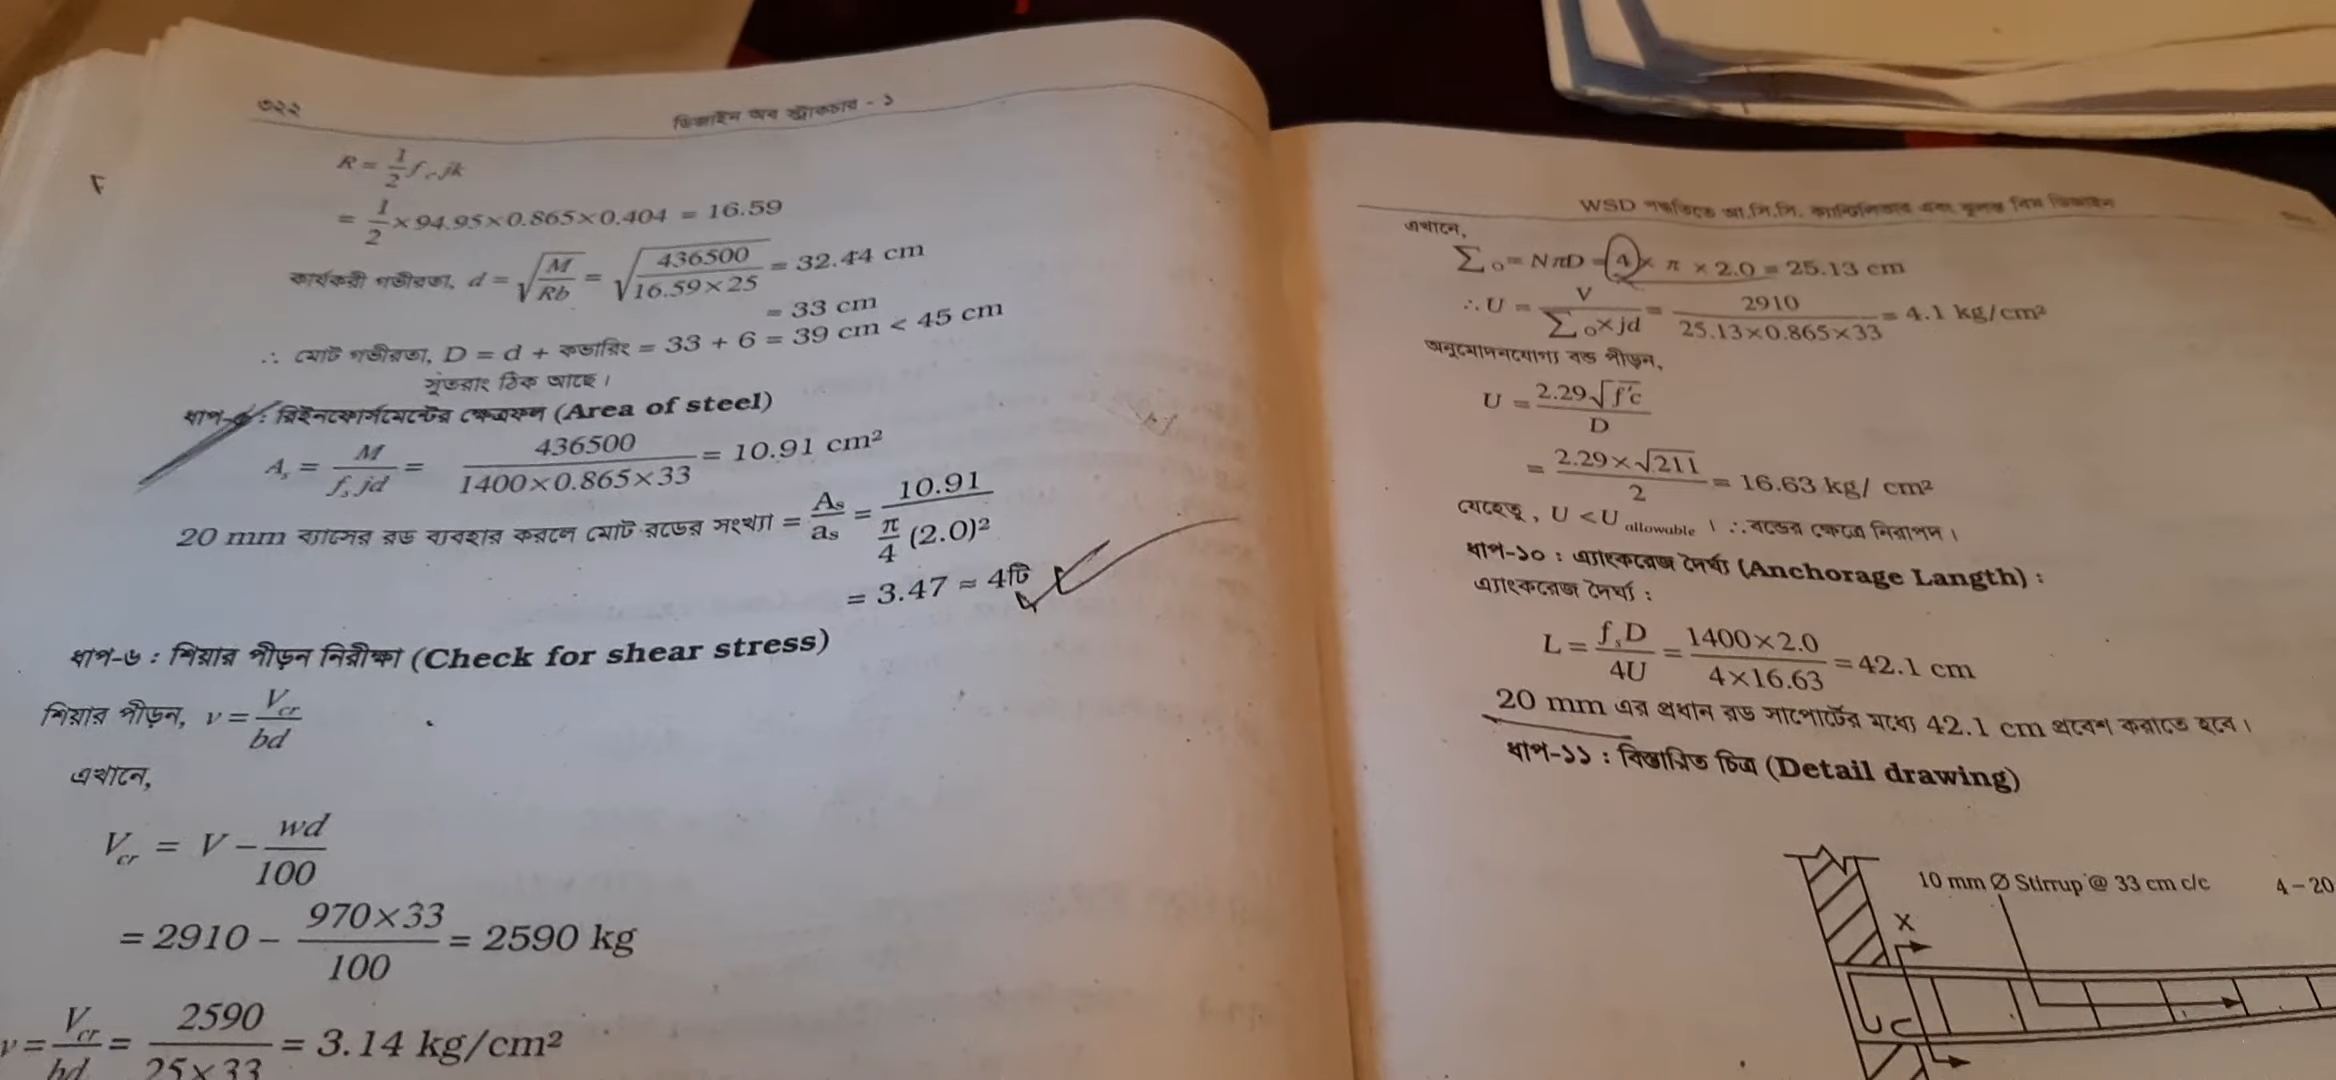 ৩২২
ডিজাইন অব স্ট্রাকচার - ১
R = 1/2 f_c jk
= 1/2 × 94.95×0.865×0.404 = 16.59
কার্যকরী গভীরতা, d = √(M/Rb) = √(436500/(16.59×25)) = 32.44 cm
= 33 cm
∴ মোট গভীরতা, D = d + কভারিং = 33 + 6 = 39 cm < 45 cm
সুতরাং ঠিক আছে।
ধাপ-৫ : রিইনফোর্সমেন্টের ক্ষেত্রফল (Area of steel)
A_s = M/(f_s jd) = 436500/(1400×0.865×33) = 10.91 cm²
20 mm ব্যাসের রড ব্যবহার করলে মোট রডের সংখ্যা = A_s/a_s = 10.91/(π/4 (2.0)²)
= 3.47 ≈ 4টি
ধাপ-৬ : শিয়ার পীড়ন নিরীক্ষা (Check for shear stress)
শিয়ার পীড়ন, v = V_cr/bd
এখানে,
V_cr = V – wd/100
= 2910 – (970×33)/100 = 2590 kg
v = V_cr/bd = 2590/(25×33) = 3.14 kg/cm²
WSD পদ্ধতিতে আ.সি.সি. ক্যান্টিলিভার এবং ঝুলন্ত বিম ডিজাইন
এখানে,
∑o = NπD = 4 × π × 2.0 = 25.13 cm
∴ U = V/(∑o×jd) = 2910/(25.13×0.865×33) = 4.1 kg/cm²
অনুমোদনযোগ্য বন্ড পীড়ন,
U = 2.29√f'c/D
= 2.29×√211/2 = 16.63 kg/ cm²
যেহেতু, U < U allowable । ∴ বন্ডের ক্ষেত্রে নিরাপদ।
ধাপ-১০ : এ্যাংকরেজ দৈর্ঘ্য (Anchorage Langth) :
এ্যাংকরেজ দৈর্ঘ্য :
L = f_s D/4U = (1400×2.0)/(4×16.63) = 42.1 cm
20 mm এর প্রধান রড সাপোর্টের মধ্যে 42.1 cm প্রবেশ করাতে হবে।
ধাপ-১১ : বিস্তারিত চিত্র (Detail drawing)
10 mm Ø Stirrup @ 33 cm c/c
4 – 20
X